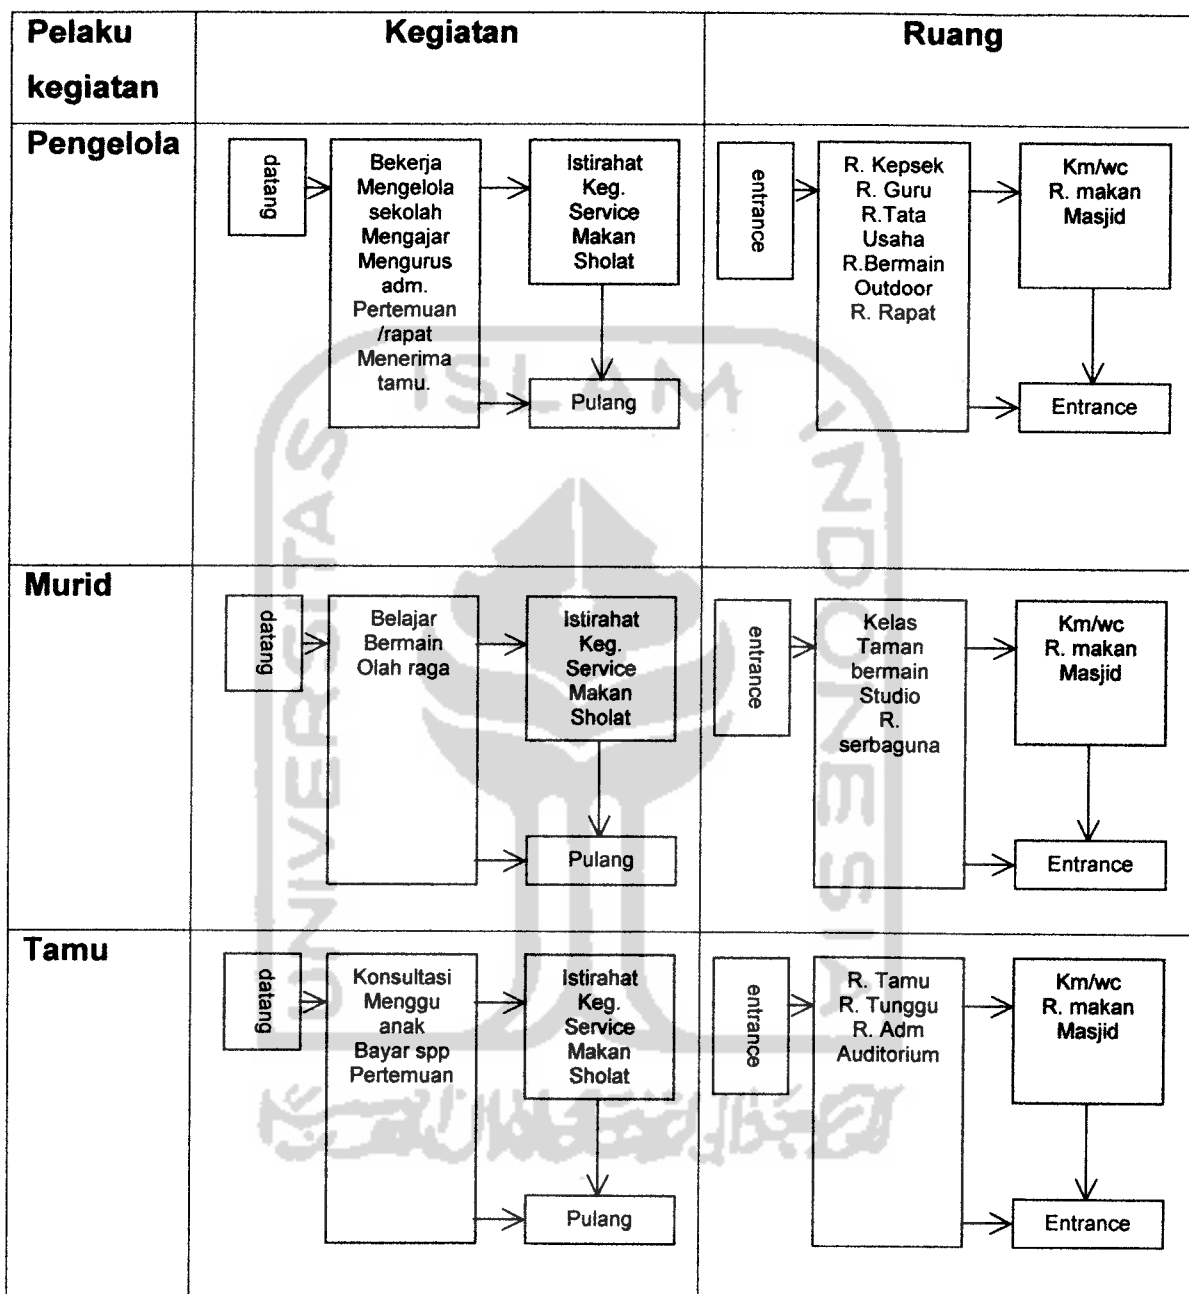 Pelaku
kegiatan
Kegiatan
Ruang
Pengelola
datang
Bekerja
Mengelola
sekolah
Mengajar
Mengurus
adm.
Pertemuan
/rapat
Menerima
tamu.
Istirahat
Keg.
Service
Makan
Sholat
Pulang
entrance
R. Kepsek
R. Guru
R.Tata
Usaha
R.Bermain
Outdoor
R. Rapat
Km/wc
R. makan
Masjid
Entrance
Murid
datang
Belajar
Bermain
Olah raga
Istirahat
Keg.
Service
Makan
Sholat
Pulang
entrance
Kelas
Taman
bermain
Studio
R.
serbaguna
Km/wc
R. makan
Masjid
Entrance
Tamu
datang
Konsultasi
Menggu
anak
Bayar spp
Pertemuan
Istirahat
Keg.
Service
Makan
Sholat
Pulang
entrance
R. Tamu
R. Tunggu
R. Adm
Auditorium
Km/wc
R. makan
Masjid
Entrance
UNIVERSITAS
ISLAM
INDONESIA